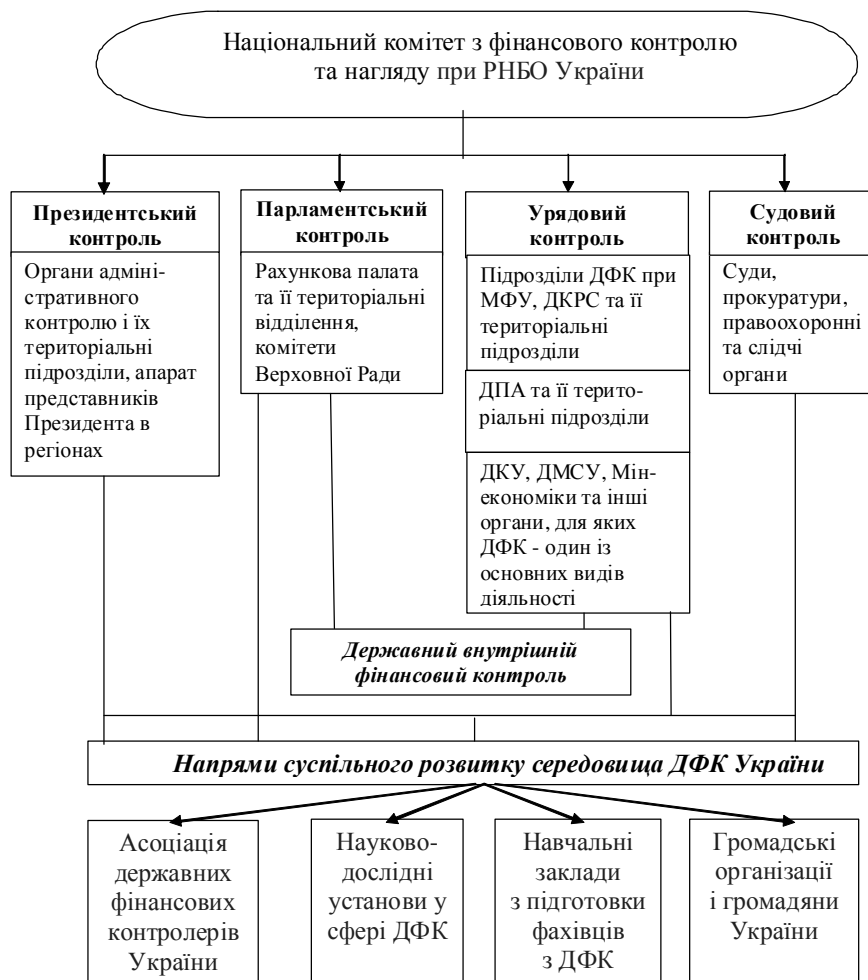 Національний комітет з фінансового контролю
та нагляду при РНБО України
Президентський
контроль
Органи адміні-
стративного
контролю і їх
територіальні
підрозділи, апарат
представників
Президента в
регіонах
Парламентський
контроль
Рахункова палата
та її територіальні
відділення,
комітети
Верховної Ради
Урядовий
контроль
Підрозділи ДФК при
МФУ, ДКРС та її
територіальні
підрозділи
ДПА та її терито-
ріальні підрозділи
ДКУ, ДМСУ, Мін-
економіки та інші
органи, для яких
ДФК - один із
основних видів
діяльності
Судовий
контроль
Суди,
прокуратури,
правоохоронні
та слідчі
органи
Державний внутрішній
фінансовий контроль
Напрями суспільного розвитку середовища ДФК України
Асоціація
державних
фінансових
контролерів
України
Науково-
дослідні
установи у
сфері ДФК
Навчальні
заклади
з підготовки
фахівців
з ДФК
Громадські
організації
і громадяни
України